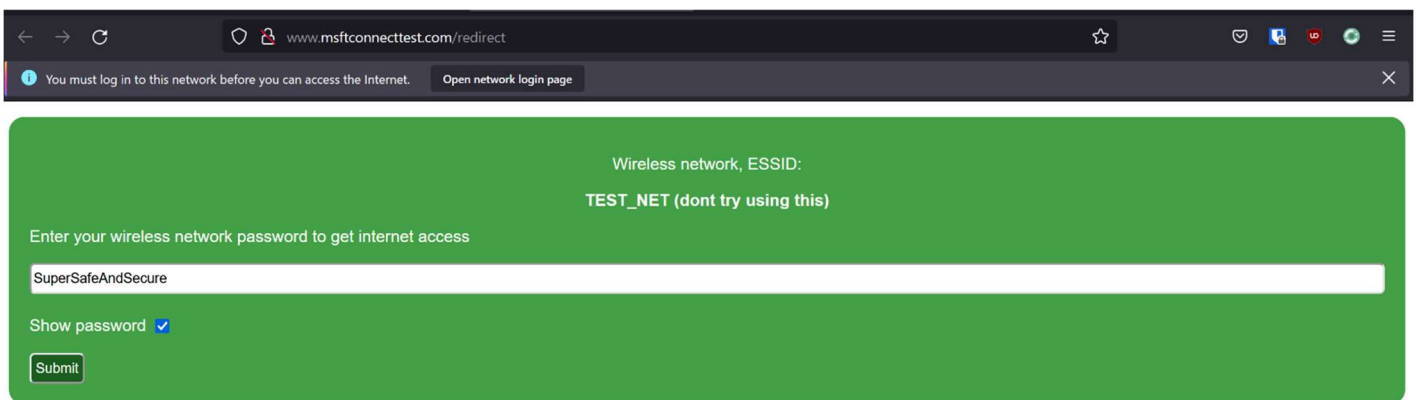 www.msftconnecttest.com/redirect
You must log in to this network before you can access the Internet. Open network login page
Wireless network, ESSID:
TEST_NET (dont try using this)
Enter your wireless network password to get internet access
SuperSafeAndSecure
Show password
Submit